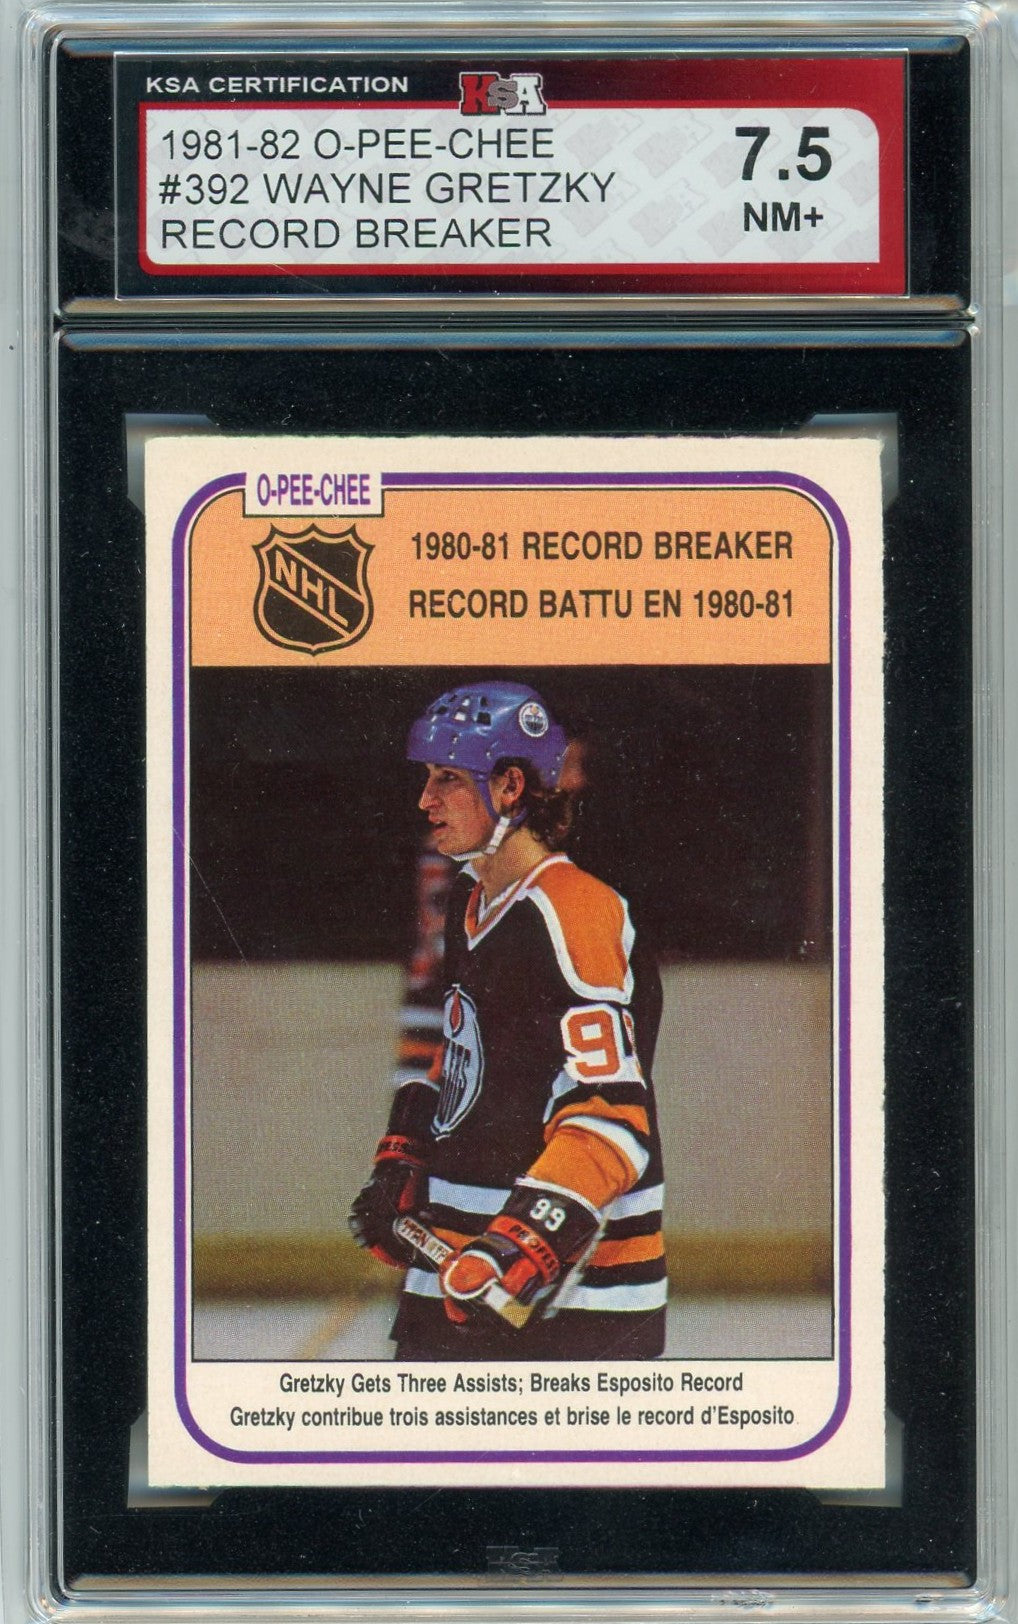 KSA CERTIFICATION
KSA
1981-82 O-PEE-CHEE
#392 WAYNE GRETZKY
RECORD BREAKER
7.5
NM+
O-PEE-CHEE
NHL
1980-81 RECORD BREAKER
RECORD BATTU EN 1980-81
99
Gretzky Gets Three Assists; Breaks Esposito Record
Gretzky contribue trois assistances et brise le record d'Esposito